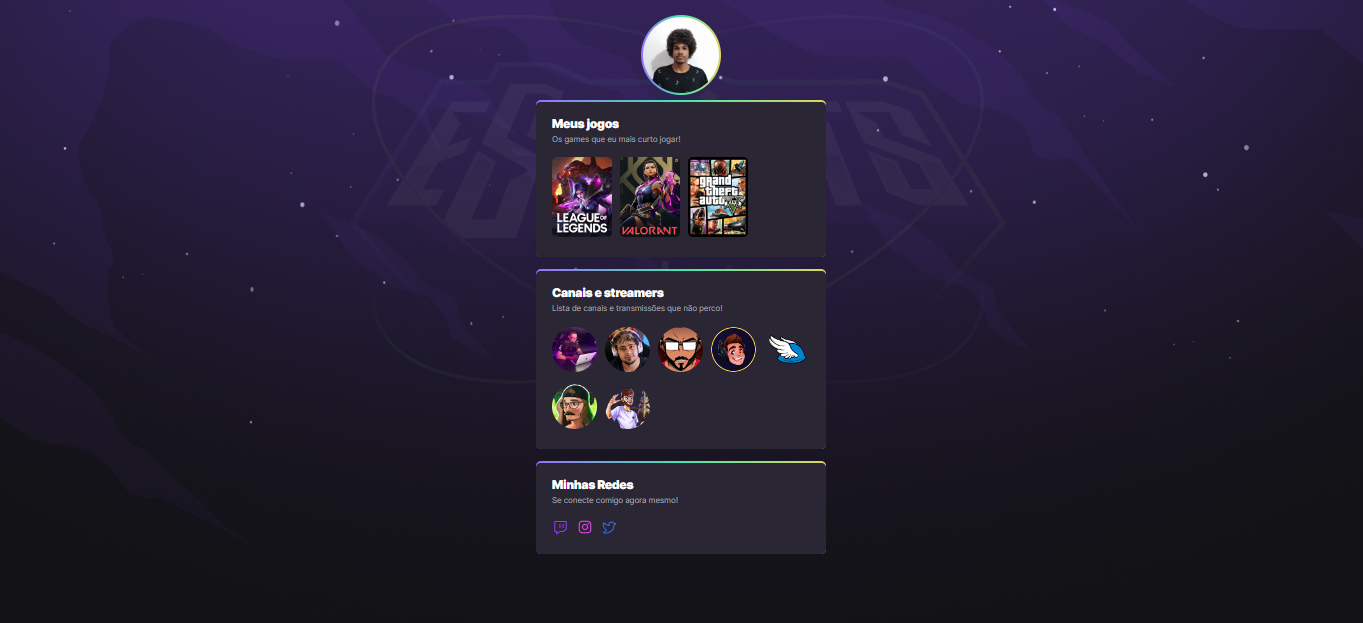 Meus jogos
Os games que eu mais curto jogar!
LEAGUE OF
LEGENDS
VALORANT
grand
theft
auto V
Canais e streamers
Lista de canais e transmissões que não perco!
Minhas Redes
Se conecte comigo agora mesmo!